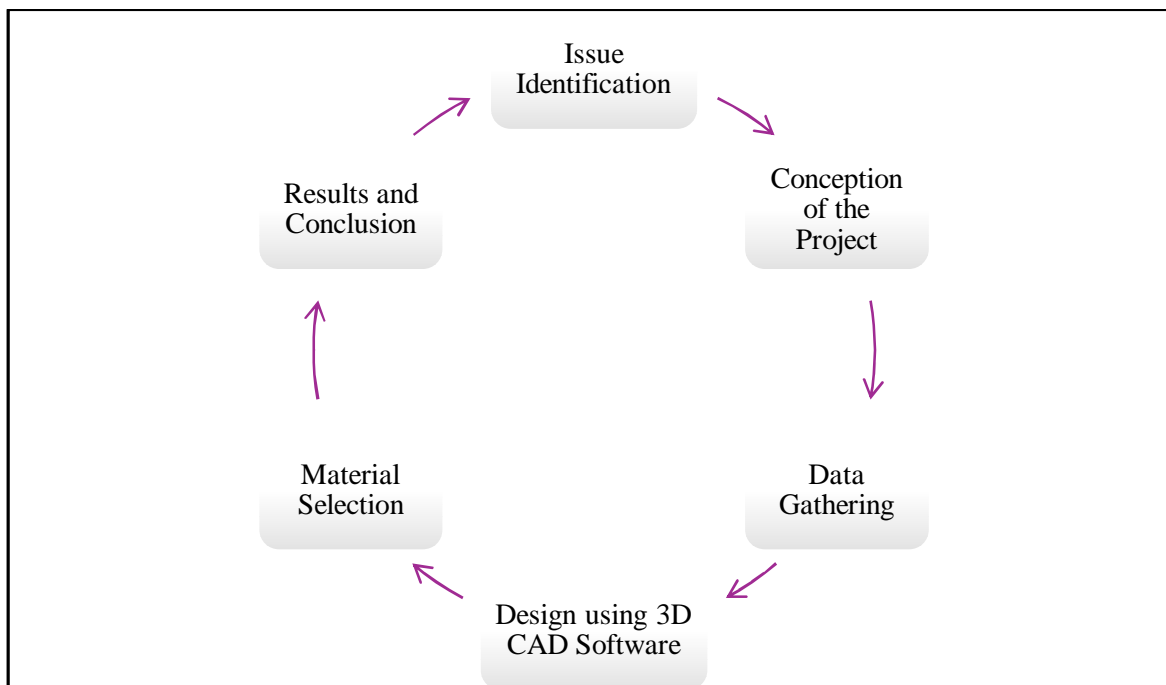 Issue
Identification
Conception
of the
Project
Data
Gathering
Design using 3D
CAD Software
Material
Selection
Results and
Conclusion